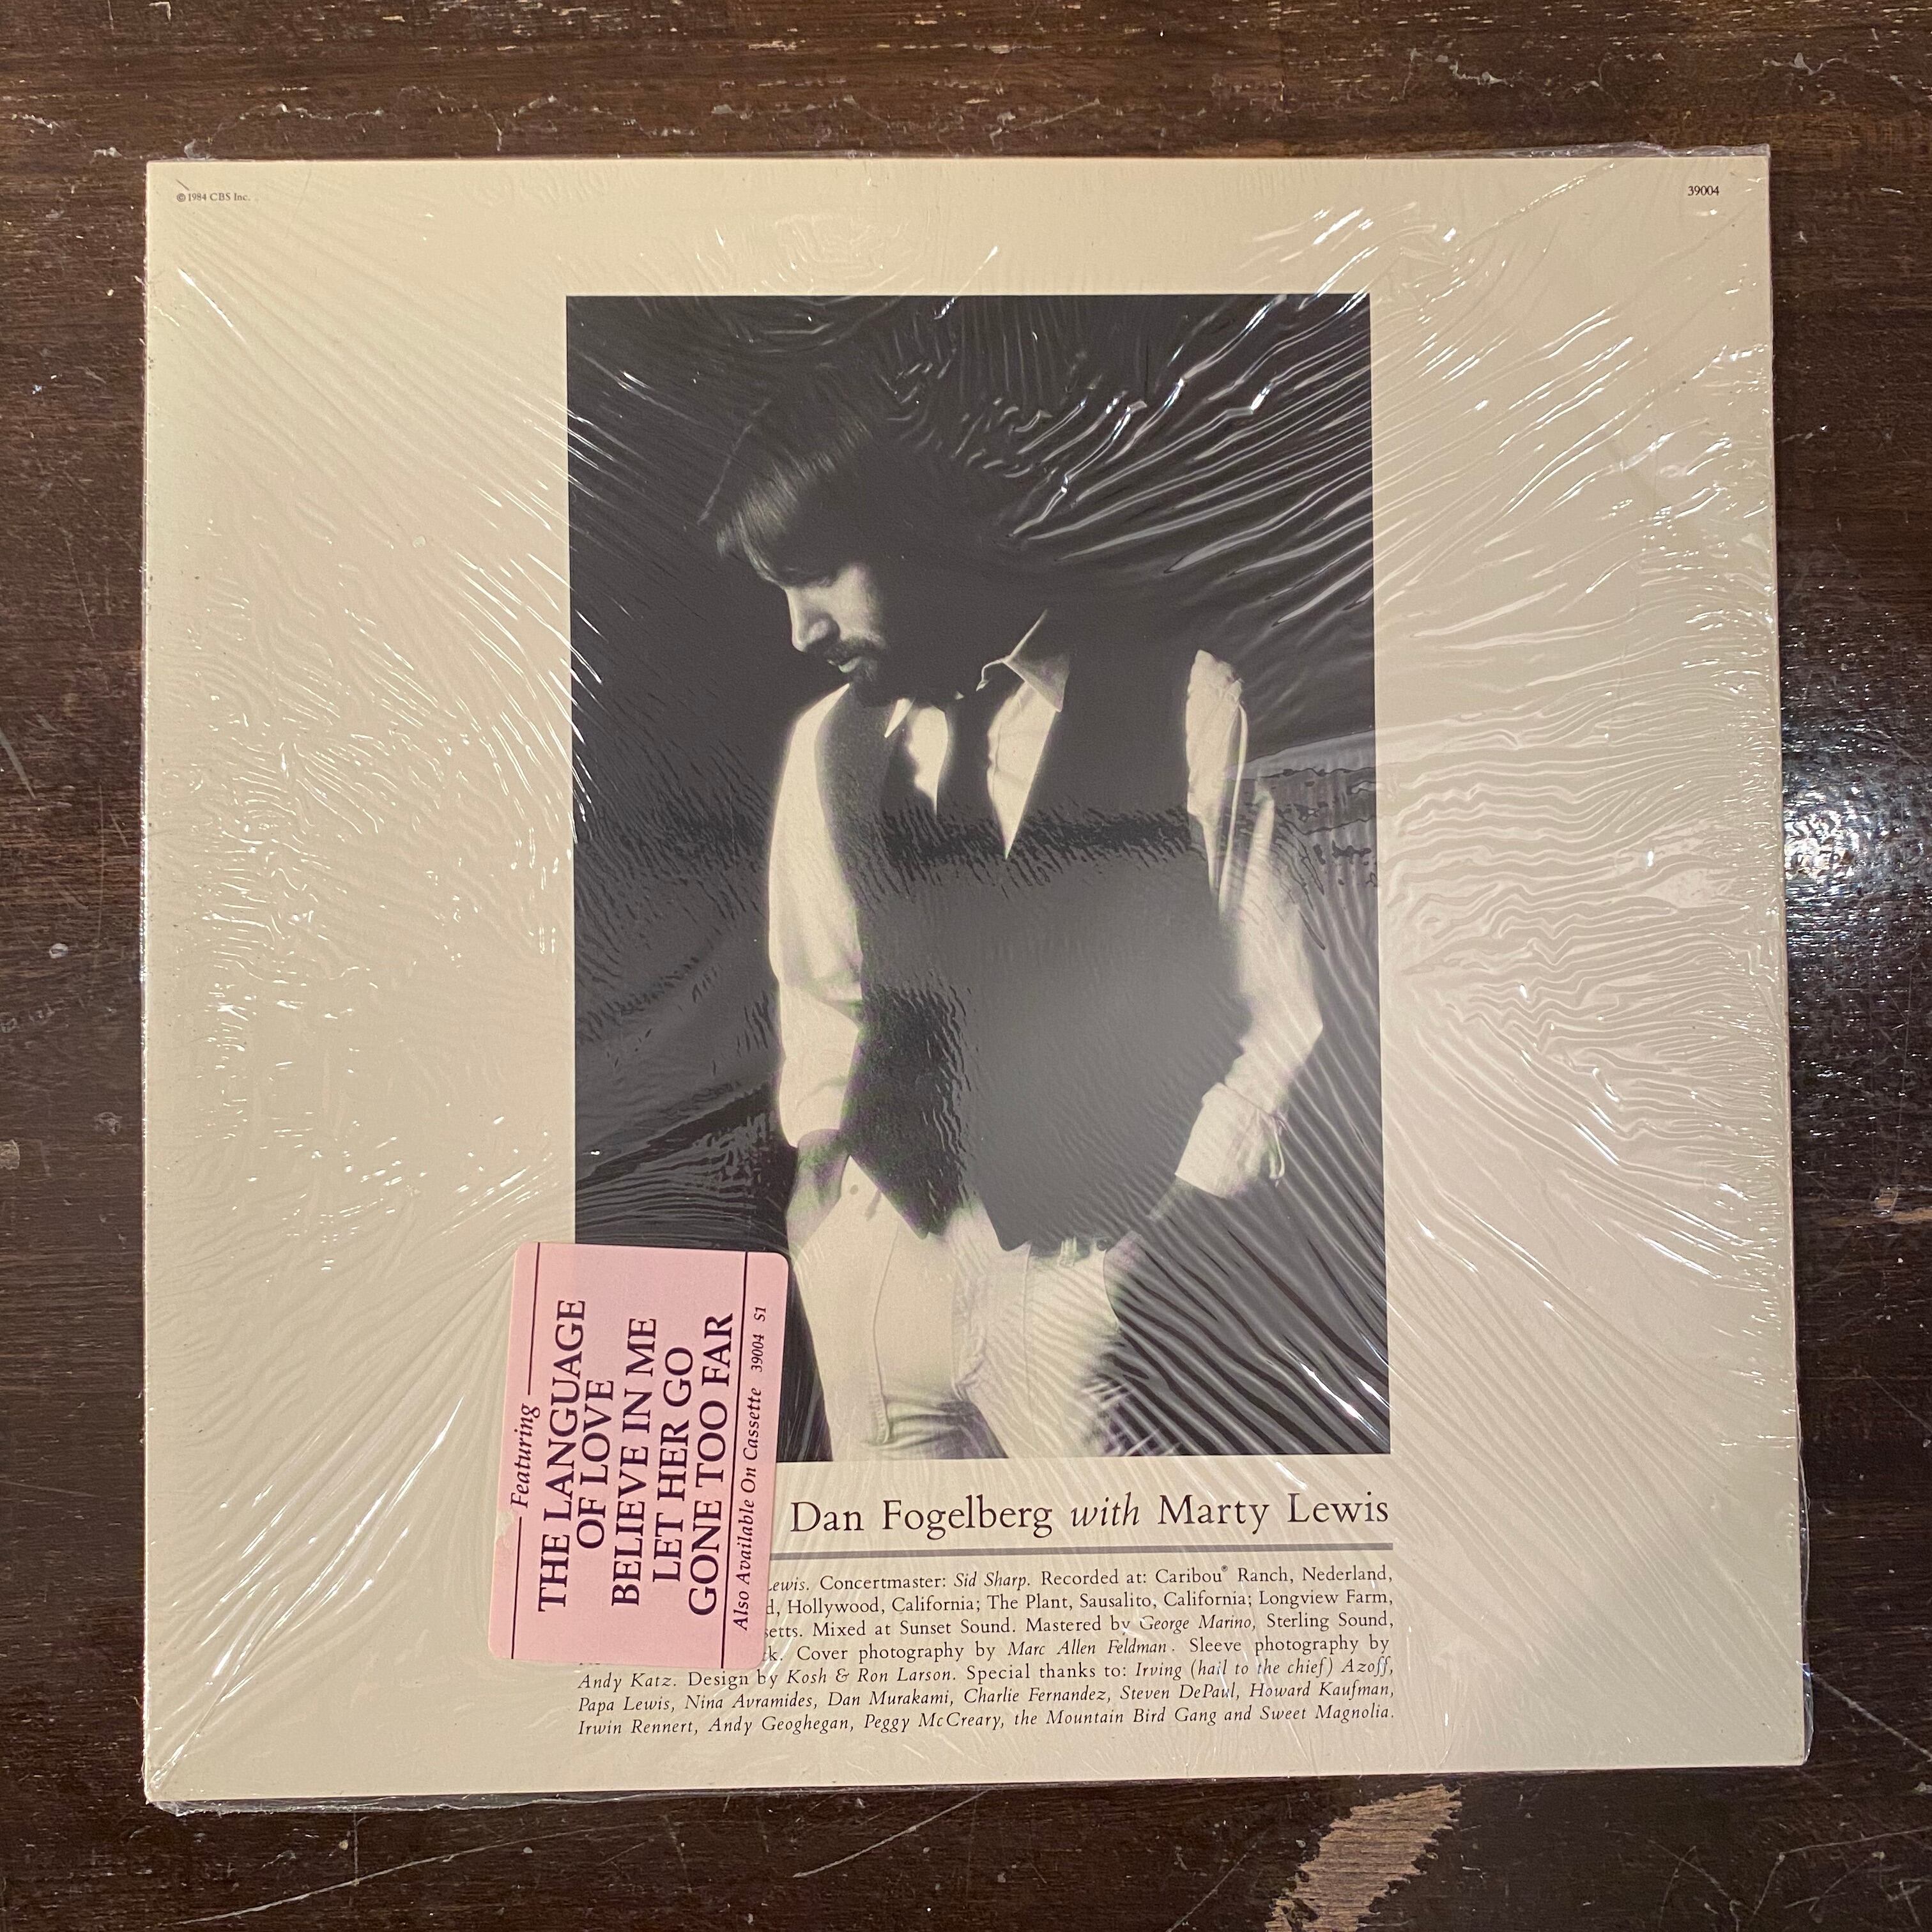 © 1984 CBS Inc.
39004
Featuring
THE LANGUAGE
OF LOVE
BELIEVE IN ME
LET HER GO
GONE TOO FAR
Also Available On Cassette 39004 S1
Dan Fogelberg with Marty Lewis
Lewis. Concertmaster: Sid Sharp. Recorded at: Caribou® Ranch, Nederland,
Hollywood, California; The Plant, Sausalito, California; Longview Farm,
Mixed at Sunset Sound. Mastered by George Marino, Sterling Sound,
Cover photography by Marc Allen Feldman. Sleeve photography by
Andy Katz. Design by Kosh & Ron Larson. Special thanks to: Irving (hail to the chief) Azoff,
Papa Lewis, Nina Avramides, Dan Murakami, Charlie Fernandez, Steven DePaul, Howard Kaufman,
Irwin Rennert, Andy Geoghegan, Peggy McCreary, the Mountain Bird Gang and Sweet Magnolia.